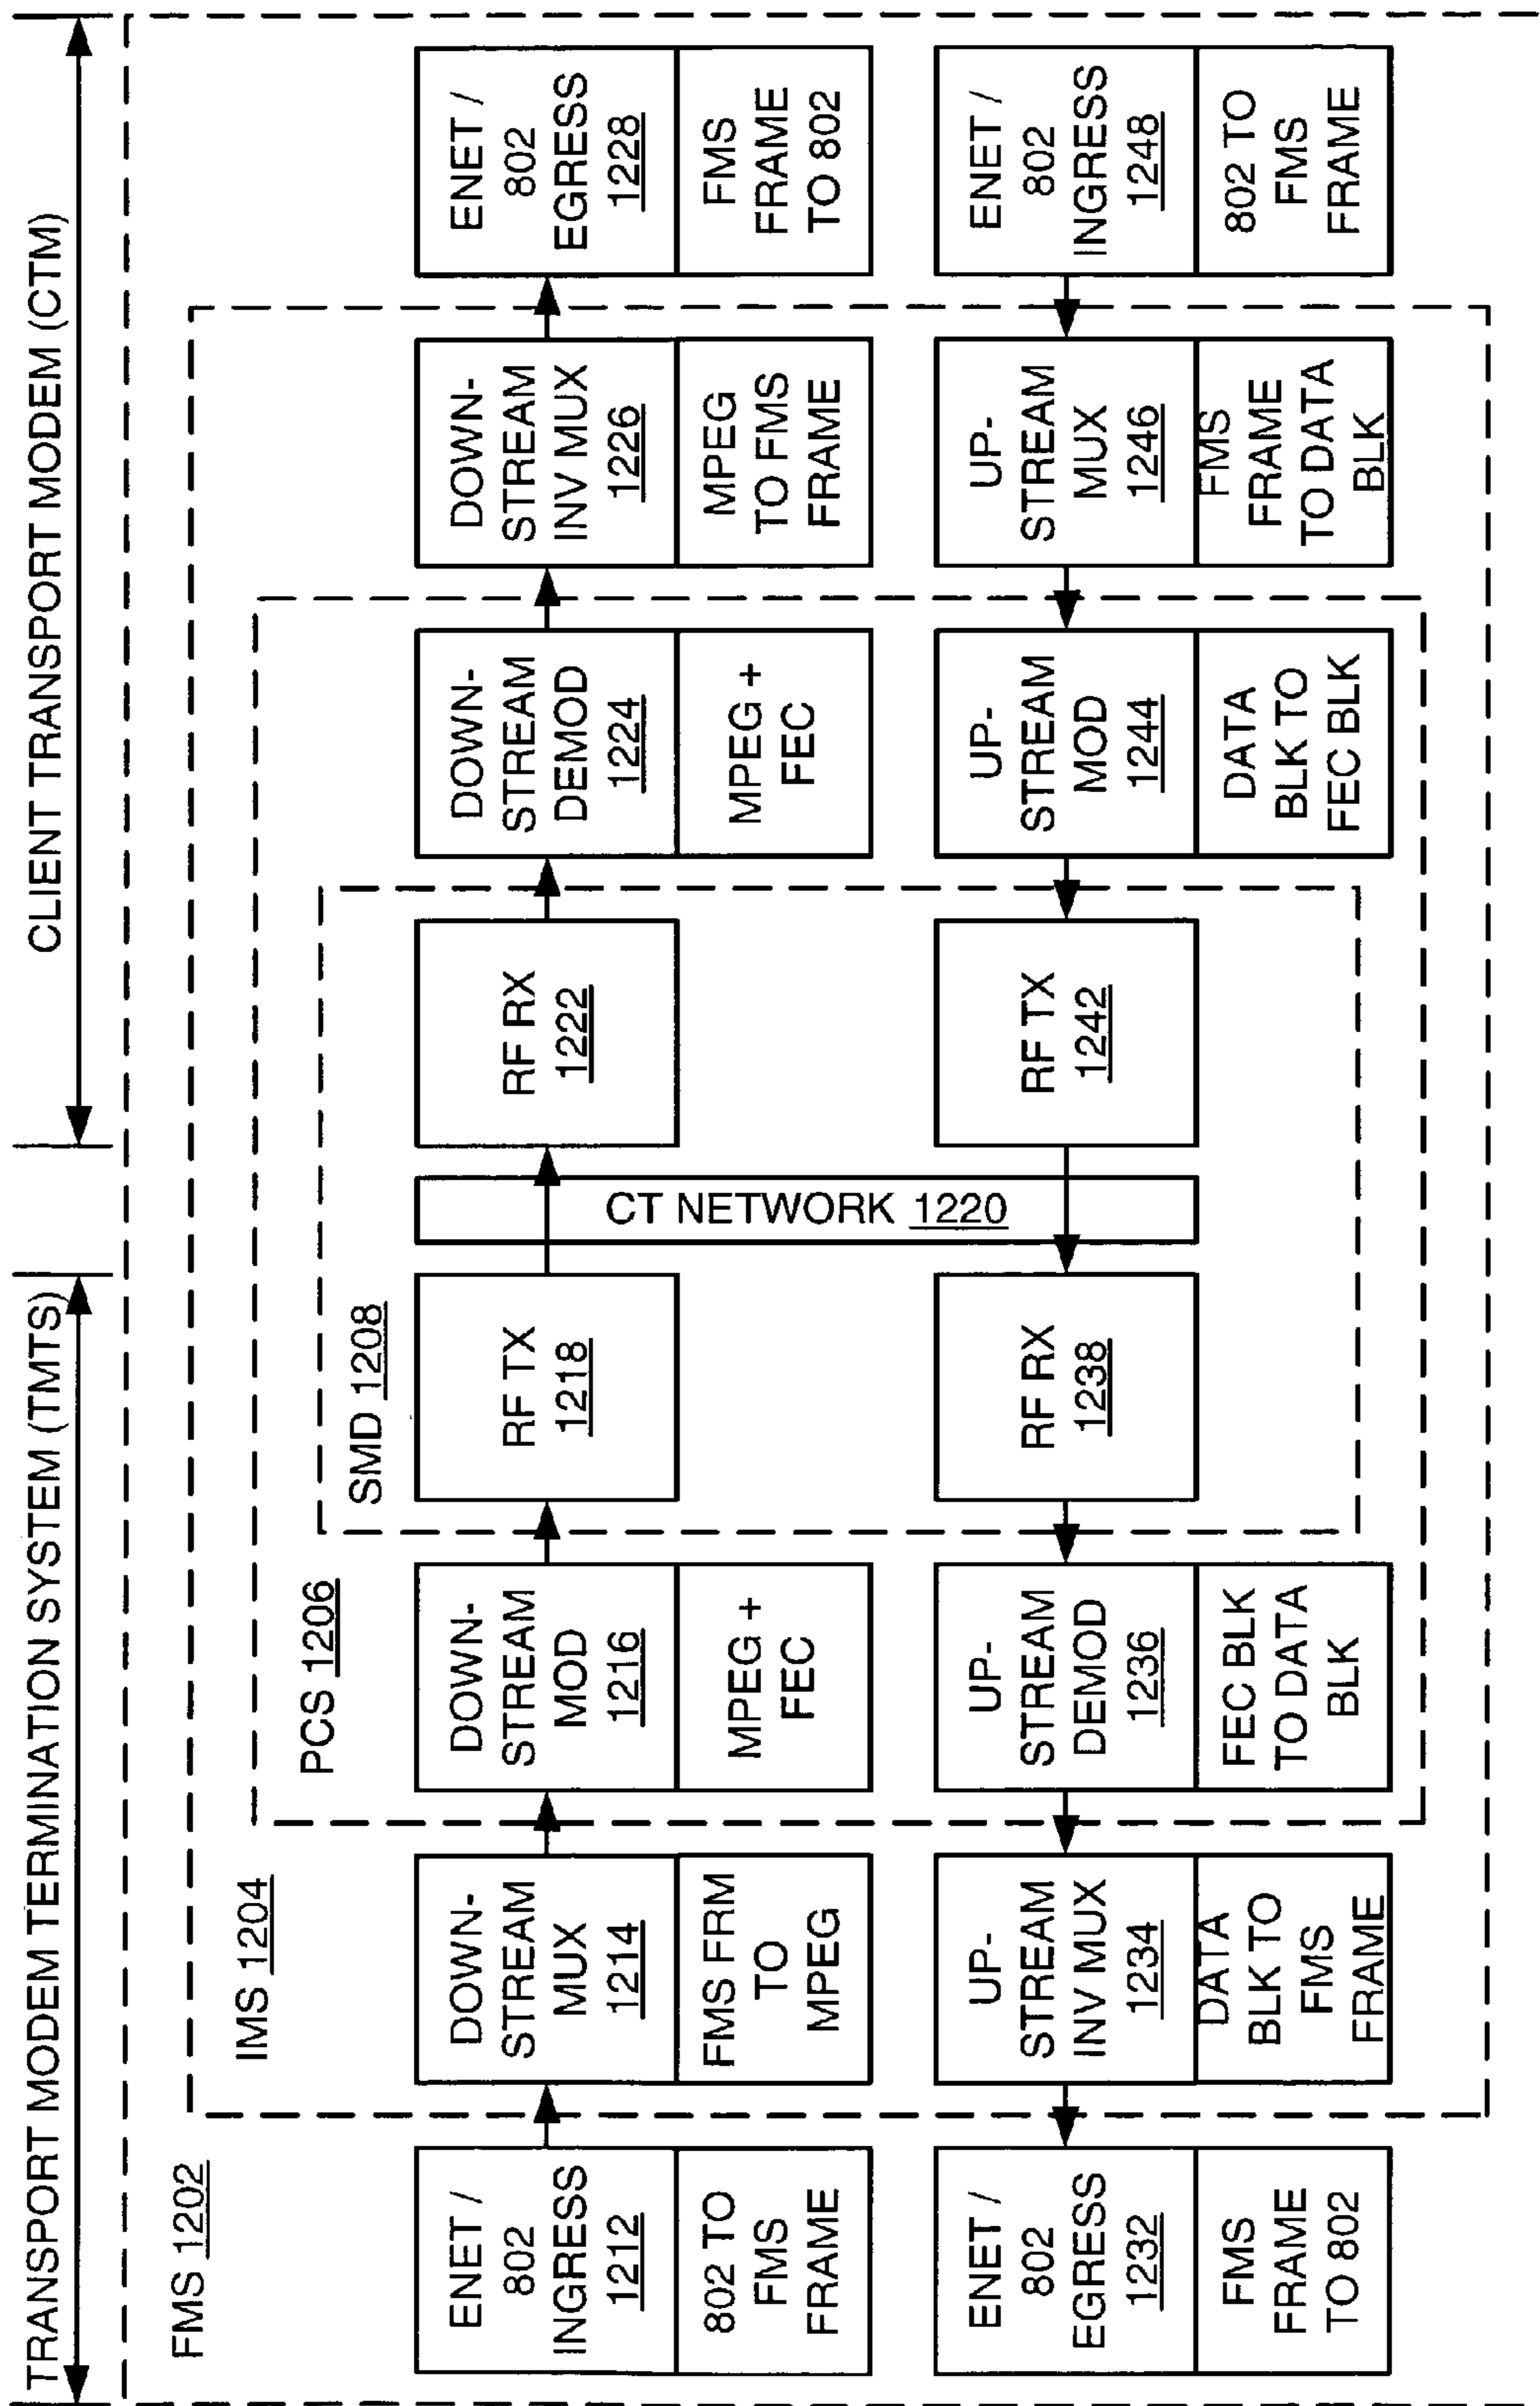 TRANSPORT MODEM TERMINATION SYSTEM (TMTS)
CLIENT TRANSPORT MODEM (CTM)
FMS 1202
IMS 1204
PCS 1206
SMD 1208
ENET /
802
INGRESS
1212
802 TO
FMS
FRAME
DOWN-
STREAM
MUX
1214
FMS FRM
TO
MPEG
DOWN-
STREAM
MOD
1216
MPEG +
FEC
RF TX
1218
CT NETWORK 1220
RF RX
1222
DOWN-
STREAM
DEMOD
1224
MPEG +
FEC
DOWN-
STREAM
INV MUX
1226
MPEG
TO FMS
FRAME
ENET /
802
EGRESS
1228
FMS
FRAME
TO 802
ENET /
802
EGRESS
1232
FMS
FRAME
TO 802
UP-
STREAM
INV MUX
1234
DATA
BLK TO
FMS
FRAME
UP-
STREAM
DEMOD
1236
FEC BLK
TO DATA
BLK
RF RX
1238
RF TX
1242
UP-
STREAM
MOD
1244
DATA
BLK TO
FEC BLK
UP-
STREAM
MUX
1246
FMS
FRAME
TO DATA
BLK
ENET /
802
INGRESS
1248
802 TO
FMS
FRAME